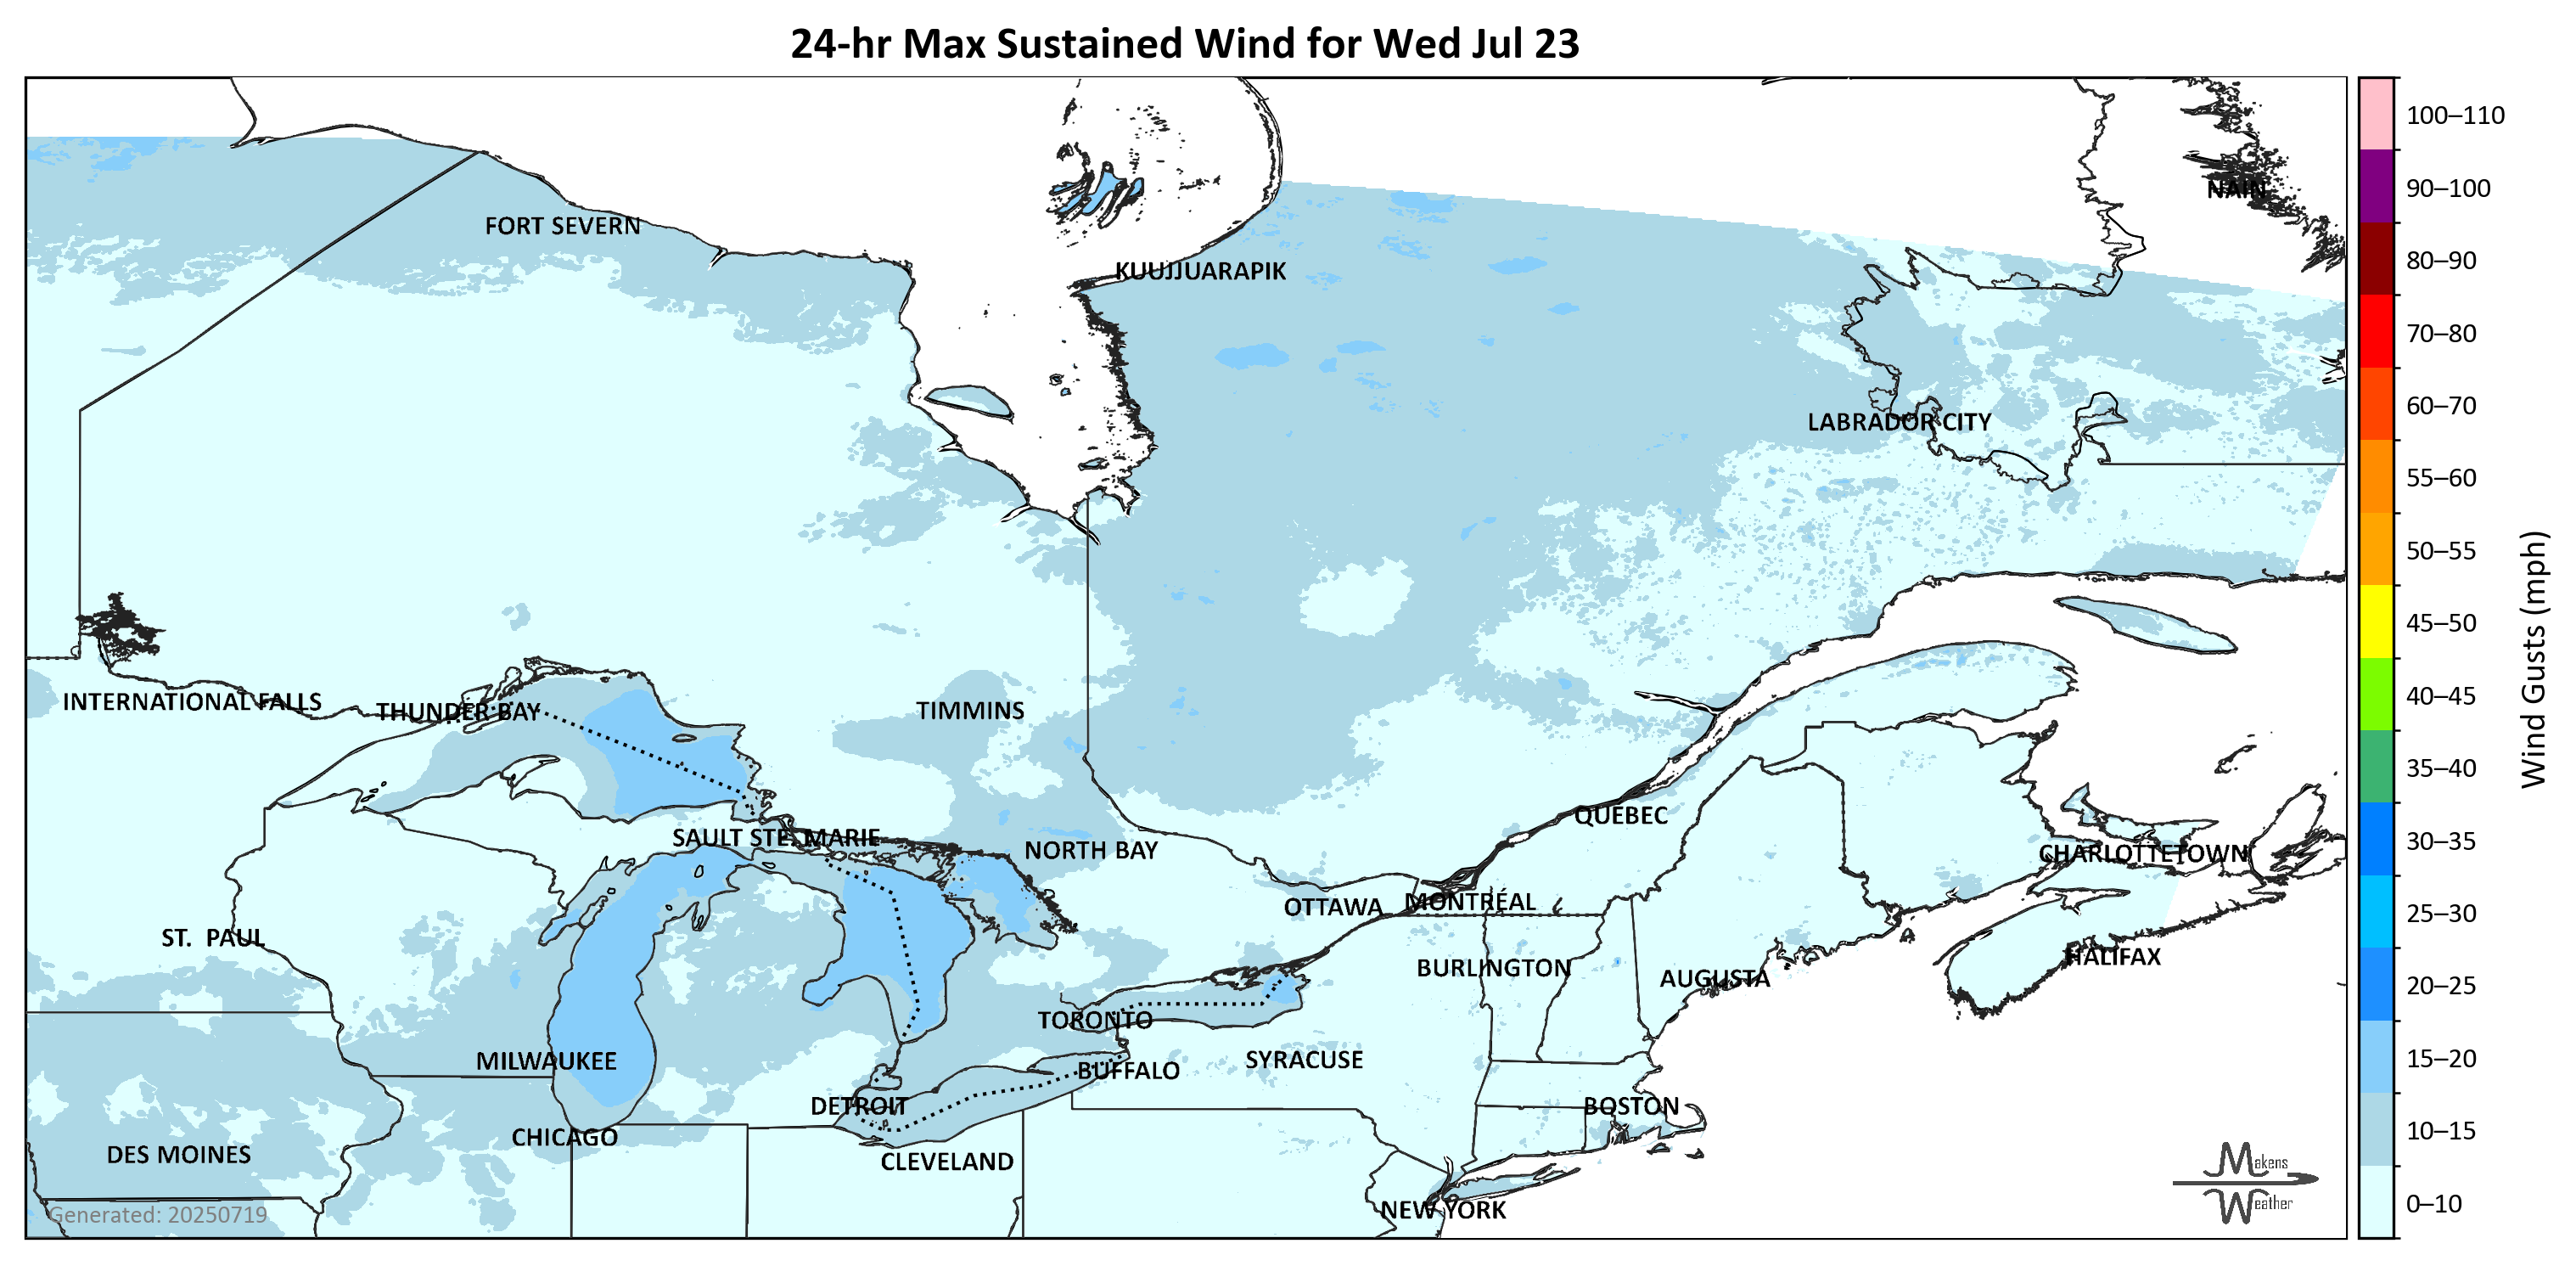 24-hr Max Sustained Wind for Wed Jul 23
100–110
90–100
NAIN
FORT SEVERN
80–90
KUUJJUARAPIK
70–80
60–70
LABRADOR CITY
55–60
50–55
45–50
Wind Gusts (mph)
40–45
INTERNATIONAL FALLS
THUNDER BAY
TIMMINS
35–40
QUEBEC
30–35
SAULT STE. MARIE
NORTH BAY
CHARLOTTETOWN
OTTAWA
MONTRÉAL
25–30
ST. PAUL
HALIFAX
BURLINGTON
AUGUSTA
20–25
TORONTO
MILWAUKEE
SYRACUSE
15–20
BUFFALO
DETROIT
BOSTON
10–15
CHICAGO
DES MOINES
CLEVELAND
Makens
Weather
0–10
NEW YORK
Generated: 20250719